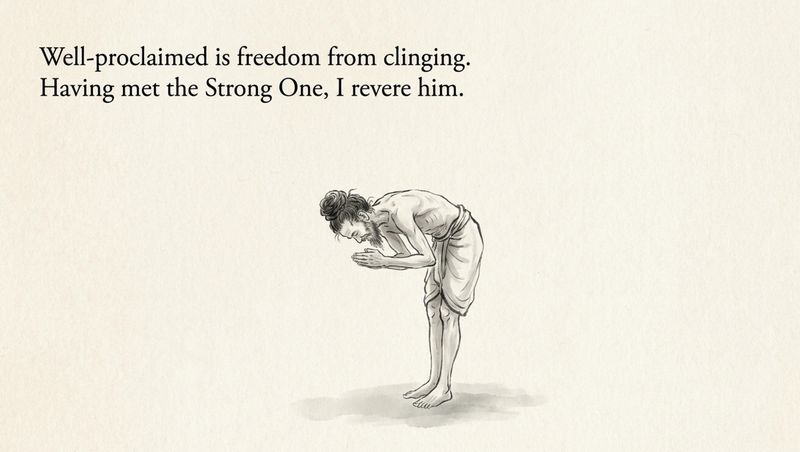 Well-proclaimed is freedom from clinging.
Having met the Strong One, I revere him.